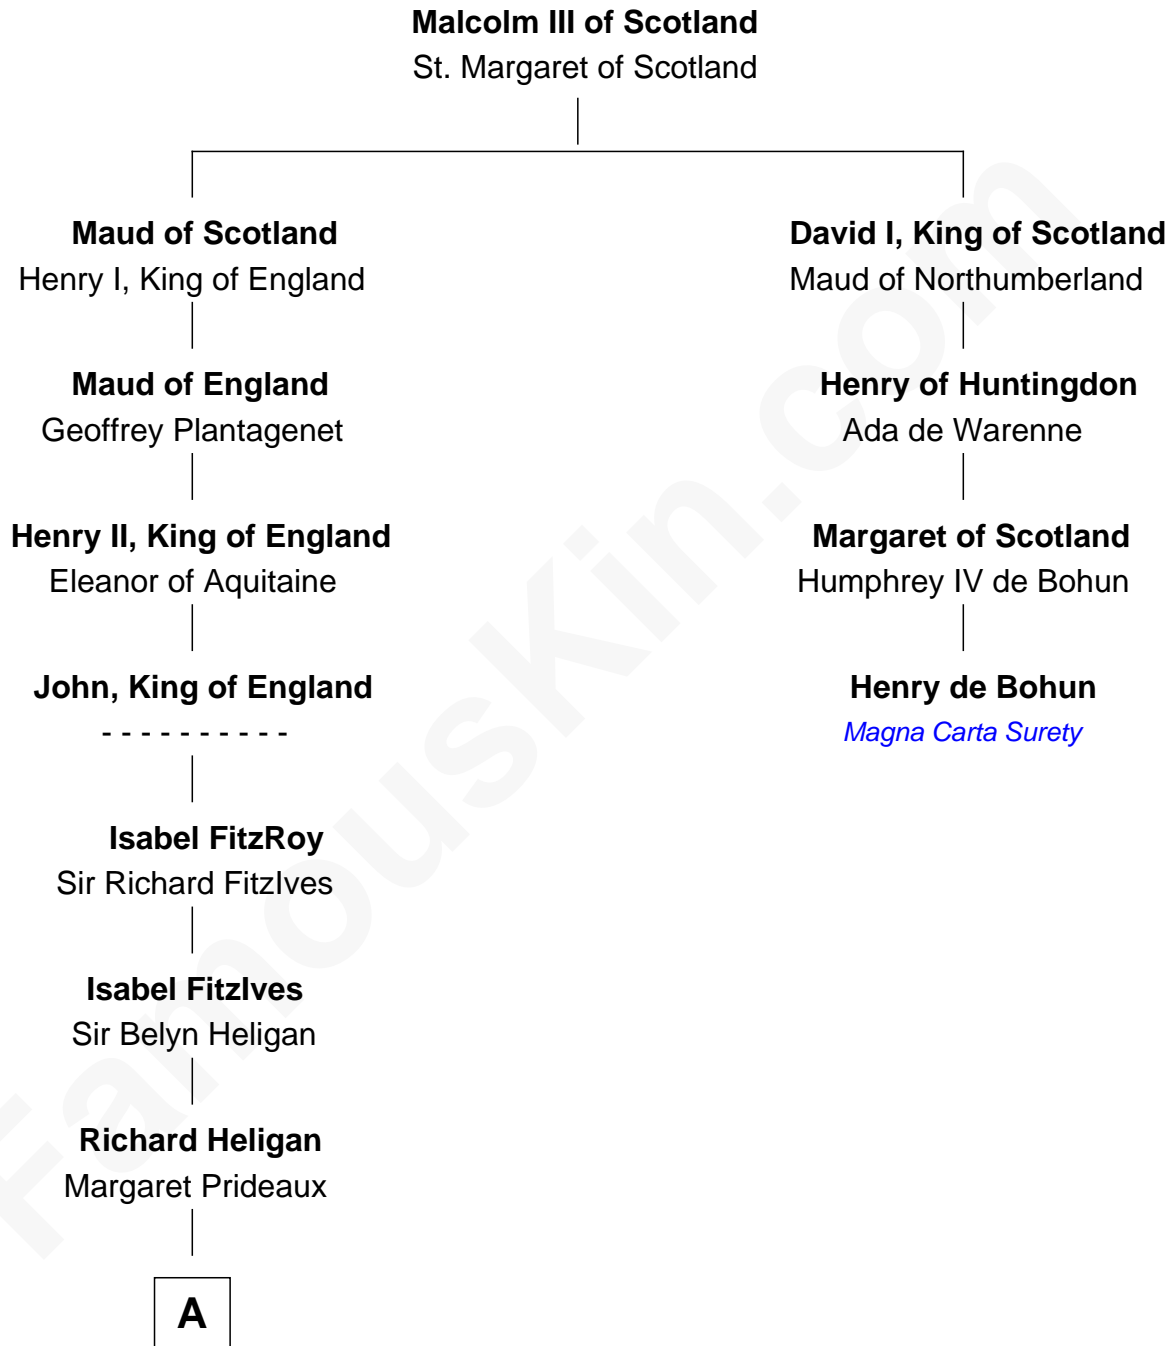 Malcolm III of Scotland
St. Margaret of Scotland
Maud of Scotland
Henry I, King of England
David I, King of Scotland
Maud of Northumberland
Maud of England
Geoffrey Plantagenet
Henry of Huntingdon
Ada de Warenne
Henry II, King of England
Eleanor of Aquitaine
Margaret of Scotland
Humphrey IV de Bohun
John, King of England
- - - - - - - - - -
Henry de Bohun
Magna Carta Surety
Isabel FitzRoy
Sir Richard FitzIves
Isabel FitzIves
Sir Belyn Heligan
Richard Heligan
Margaret Prideaux
A
FamousKin.com